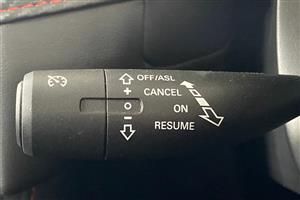 OFF/ASL
+ CANCEL
O ON
- RESUME